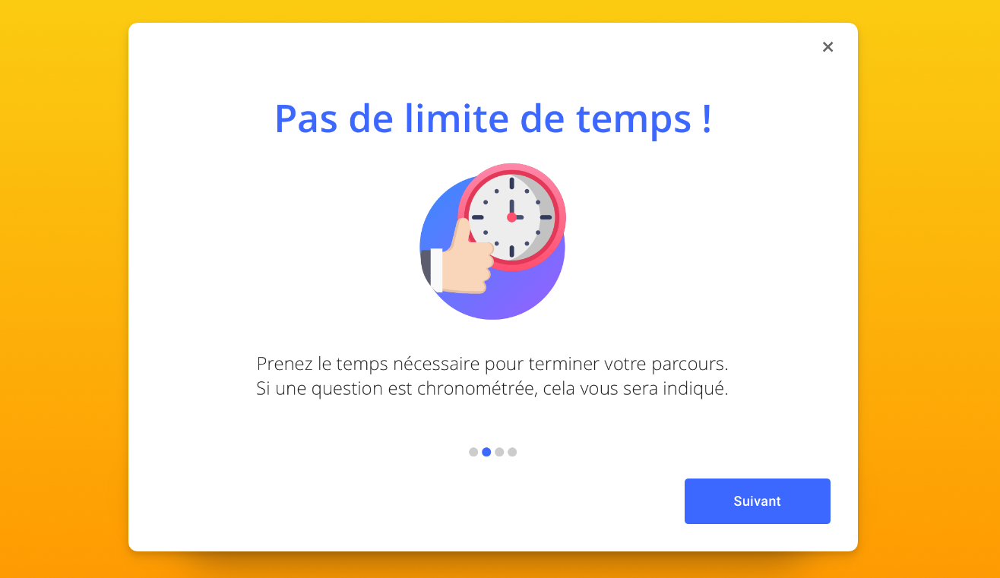 Pas de limite de temps !
Prenez le temps nécessaire pour terminer votre parcours.
Si une question est chronométrée, cela vous sera indiqué.
Suivant